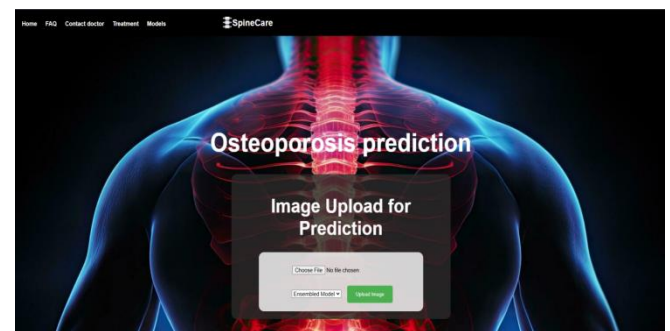 Home FAQ Contact doctor Treatment Models SpineCare
Osteoporosis prediction
Image Upload for
Prediction
Choose File No file chosen
Ensembled Model Upload Image